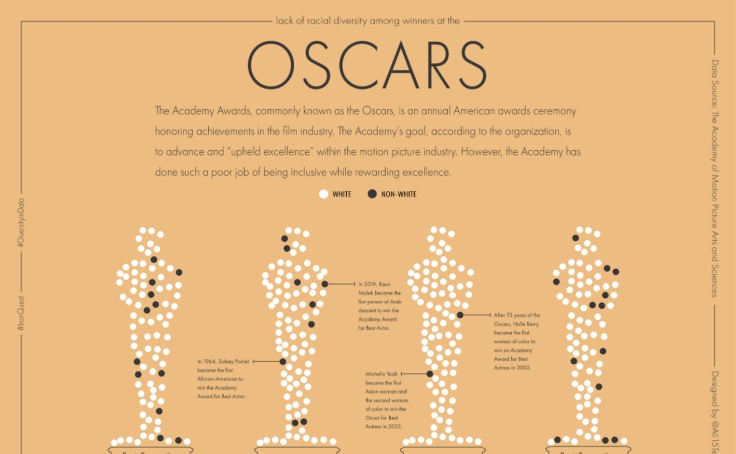 lack of racial diversity among winners at the
OSCARS
The Academy Awards, commonly known as the Oscars, is an annual American awards ceremony
honoring achievements in the film industry. The Academy's goal, according to the organization, is
to advance and "upheld excellence" within the motion picture industry. However, the Academy has
done such a poor job of being inclusive while rewarding excellence.
WHITE
NON-WHITE
In 2019, Rami
Malek became the
first person of Arab
descent to win the
Academy Award
for Best Actor.
After 73 years of the
Oscars, Halle Berry
became the first
woman of color to
win an Academy
Award for Best
Actress in 2002.
In 1964, Sidney Poitier
became the first
African-American to
win the Academy
Award for Best Actor.
Michelle Yeoh
became the first
Asian woman and
the second woman
of color to win the
Oscar for Best
Actress in 2023.
#DiversityInData
#IronQuest
Data Source: The Academy of Motion Picture Arts and Sciences
Designed by